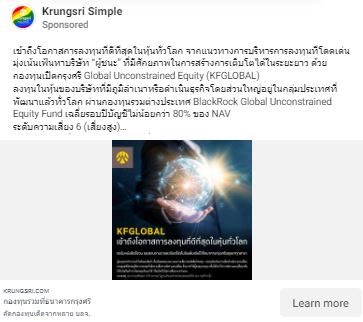 Krungsri Simple
Sponsored
เข้าถึงโอกาสการลงทุนที่ดีที่สุดในหุ้นทั่วโลก จากแนวทางการบริหารการลงทุนที่โดดเด่น
มุ่งเน้นเฟ้นหาบริษัท "ผู้ชนะ" ที่มีศักยภาพในการสร้างการเติบโตได้ในระยะยาว ด้วย
กองทุนเปิดกรุงศรี Global Unconstrained Equity (KFGLOBAL)
ลงทุนในหุ้นของบริษัทที่มีภูมิลำเนาหรือดำเนินธุรกิจโดยส่วนใหญ่อยู่ในกลุ่มประเทศที่
พัฒนาแล้วทั่วโลก ผ่านกองทุนรวมต่างประเทศ BlackRock Global Unconstrained
Equity Fund เฉลี่ยรอบปีบัญชีไม่น้อยกว่า 80% ของ NAV
ระดับความเสี่ยง 6 (เสี่ยงสูง)...
KFGLOBAL
เข้าถึงโอกาสการลงทุนที่ดีที่สุดในหุ้นทั่วโลก
KRUNGSRI.COM
กองทุนรวมที่ธนาคารกรุงศรี
คัดกองทุนเด็ดจากหลาย บลจ.
Learn more